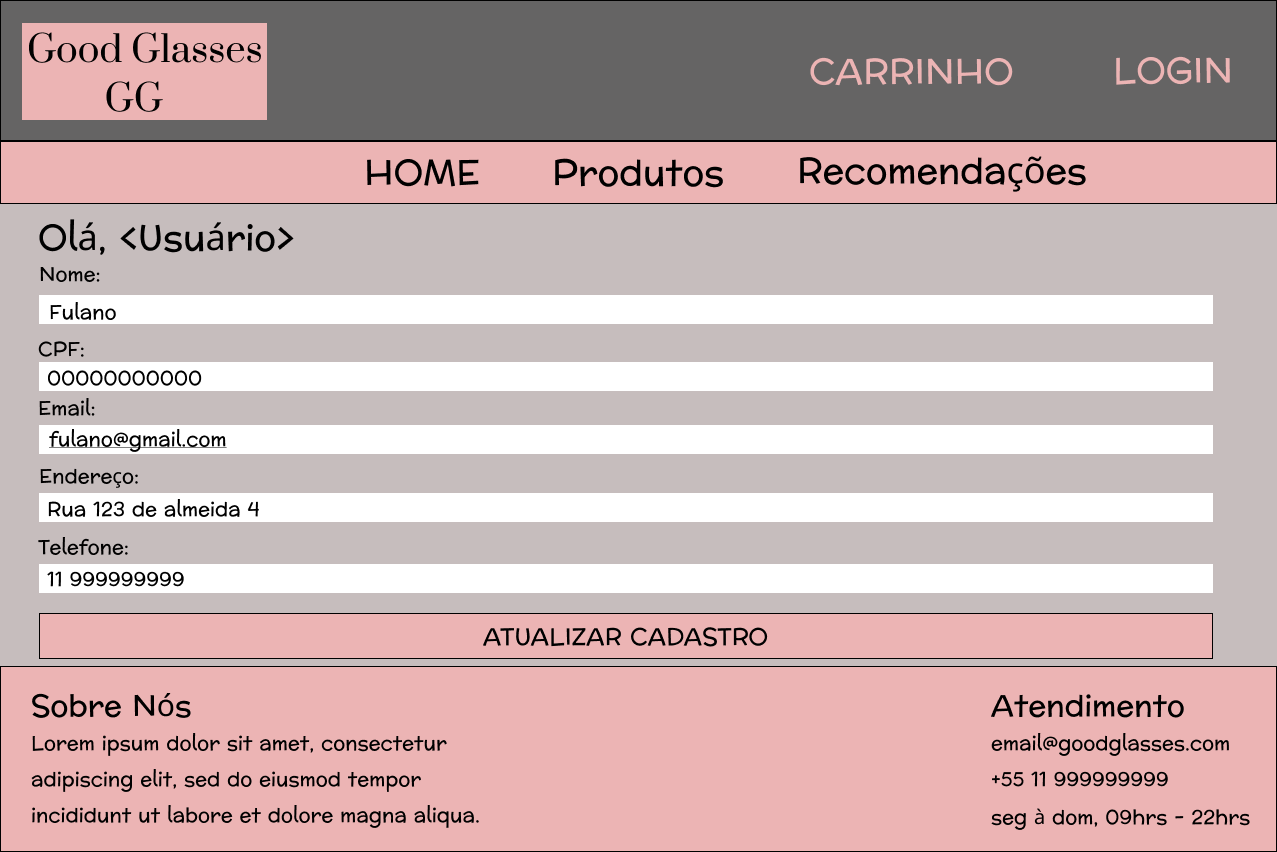 Good Glasses
GG
CARRINHO
LOGIN
HOME
Produtos
Recomendações
Olá, <Usuário>
Nome:
Fulano
CPF:
00000000000
Email:
fulano@gmail.com
Endereço:
Rua 123 de almeida 4
Telefone:
11 999999999
ATUALIZAR CADASTRO
Sobre Nós
Lorem ipsum dolor sit amet, consectetur
adipiscing elit, sed do eiusmod tempor
incididunt ut labore et dolore magna aliqua.
Atendimento
email@goodglasses.com
+55 11 999999999
seg à dom, 09hrs - 22hrs